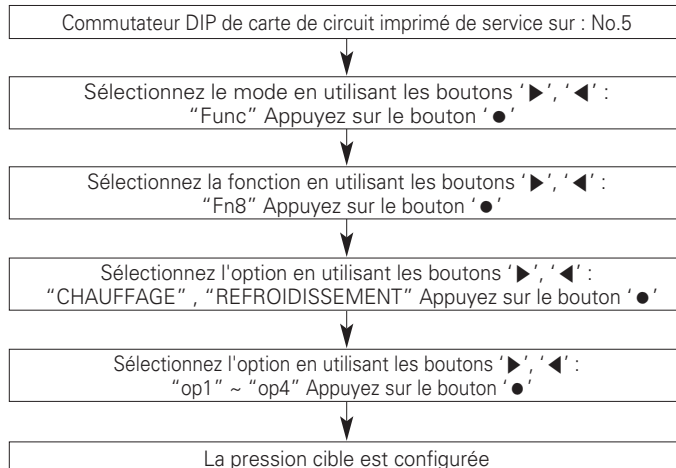 Commutateur DIP de carte de circuit imprimé de service sur : No.5
Sélectionnez le mode en utilisant les boutons ‘▶’, ‘◀’ :
“Func” Appuyez sur le bouton ‘●’
Sélectionnez la fonction en utilisant les boutons ‘▶’, ‘◀’ :
“Fn8” Appuyez sur le bouton ‘●’
Sélectionnez l'option en utilisant les boutons ‘▶’, ‘◀’ :
“CHAUFFAGE” , “REFROIDISSEMENT” Appuyez sur le bouton ‘●’
Sélectionnez l'option en utilisant les boutons ‘▶’, ‘◀’ :
“op1” ~ “op4” Appuyez sur le bouton ‘●’
La pression cible est configurée